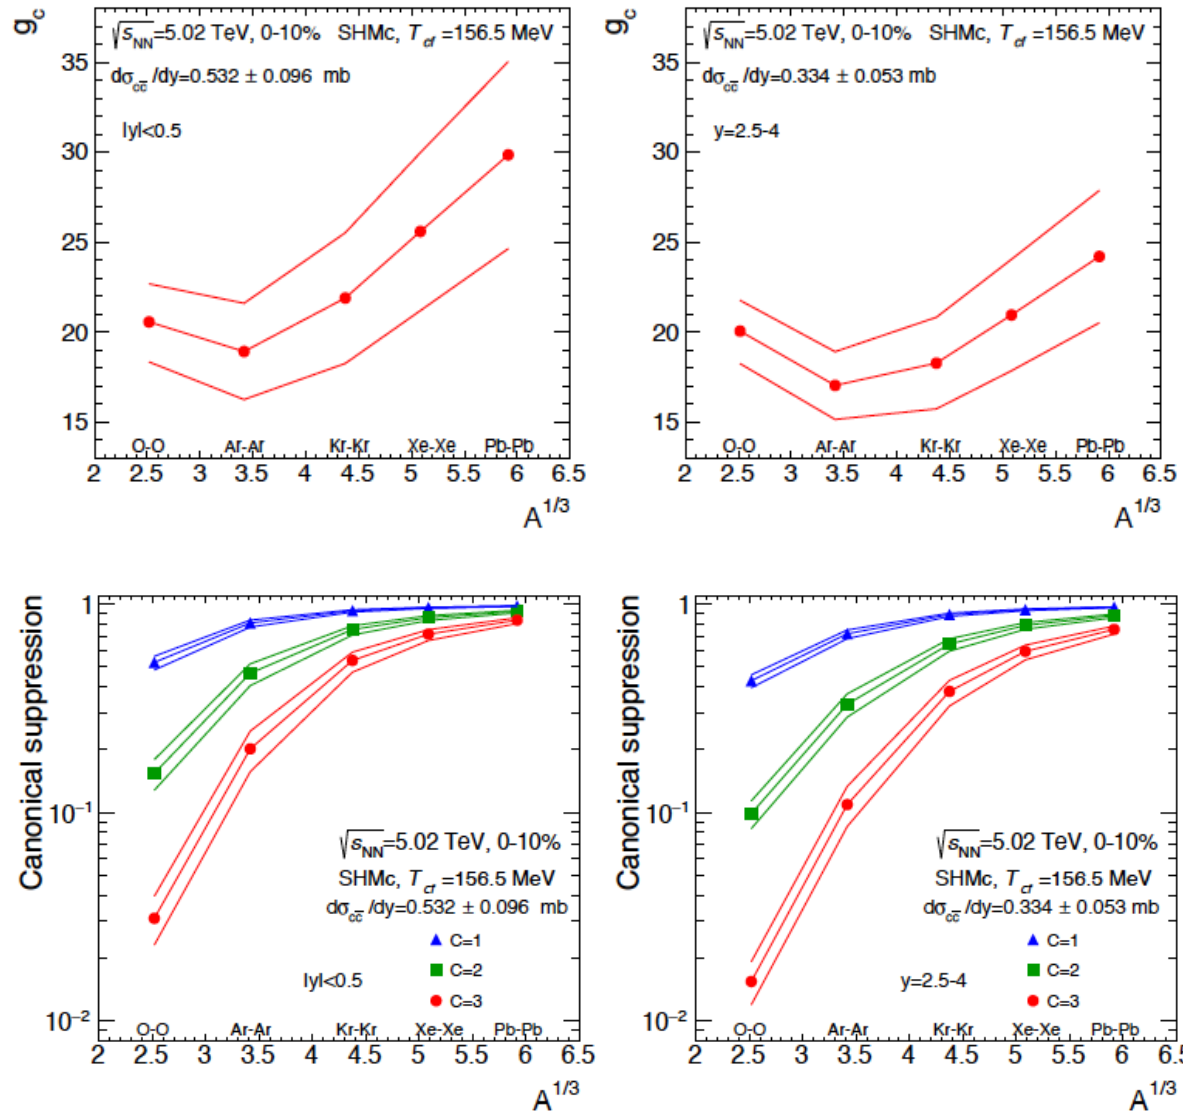 g_c
√s_NN=5.02 TeV, 0-10% SHMc, T_cf =156.5 MeV
dσ_cc̅ /dy=0.532 ± 0.096 mb
|y|<0.5
35
30
25
20
15
O-O Ar-Ar Kr-Kr Xe-Xe Pb-Pb
2 2.5 3 3.5 4 4.5 5 5.5 6 6.5
A^1/3
g_c
√s_NN=5.02 TeV, 0-10% SHMc, T_cf =156.5 MeV
dσ_cc̅ /dy=0.334 ± 0.053 mb
y=2.5-4
35
30
25
20
15
O-O Ar-Ar Kr-Kr Xe-Xe Pb-Pb
2 2.5 3 3.5 4 4.5 5 5.5 6 6.5
A^1/3
Canonical suppression
1
10^−1
10^−2
√s_NN=5.02 TeV, 0-10%
SHMc, T_cf =156.5 MeV
dσ_cc̅ /dy=0.532 ± 0.096 mb
C=1
C=2
C=3
|y|<0.5
O-O Ar-Ar Kr-Kr Xe-Xe Pb-Pb
2 2.5 3 3.5 4 4.5 5 5.5 6 6.5
A^1/3
Canonical suppression
1
10^−1
10^−2
√s_NN=5.02 TeV, 0-10%
SHMc, T_cf =156.5 MeV
dσ_cc̅ /dy=0.334 ± 0.053 mb
C=1
C=2
C=3
y=2.5-4
O-O Ar-Ar Kr-Kr Xe-Xe Pb-Pb
2 2.5 3 3.5 4 4.5 5 5.5 6 6.5
A^1/3